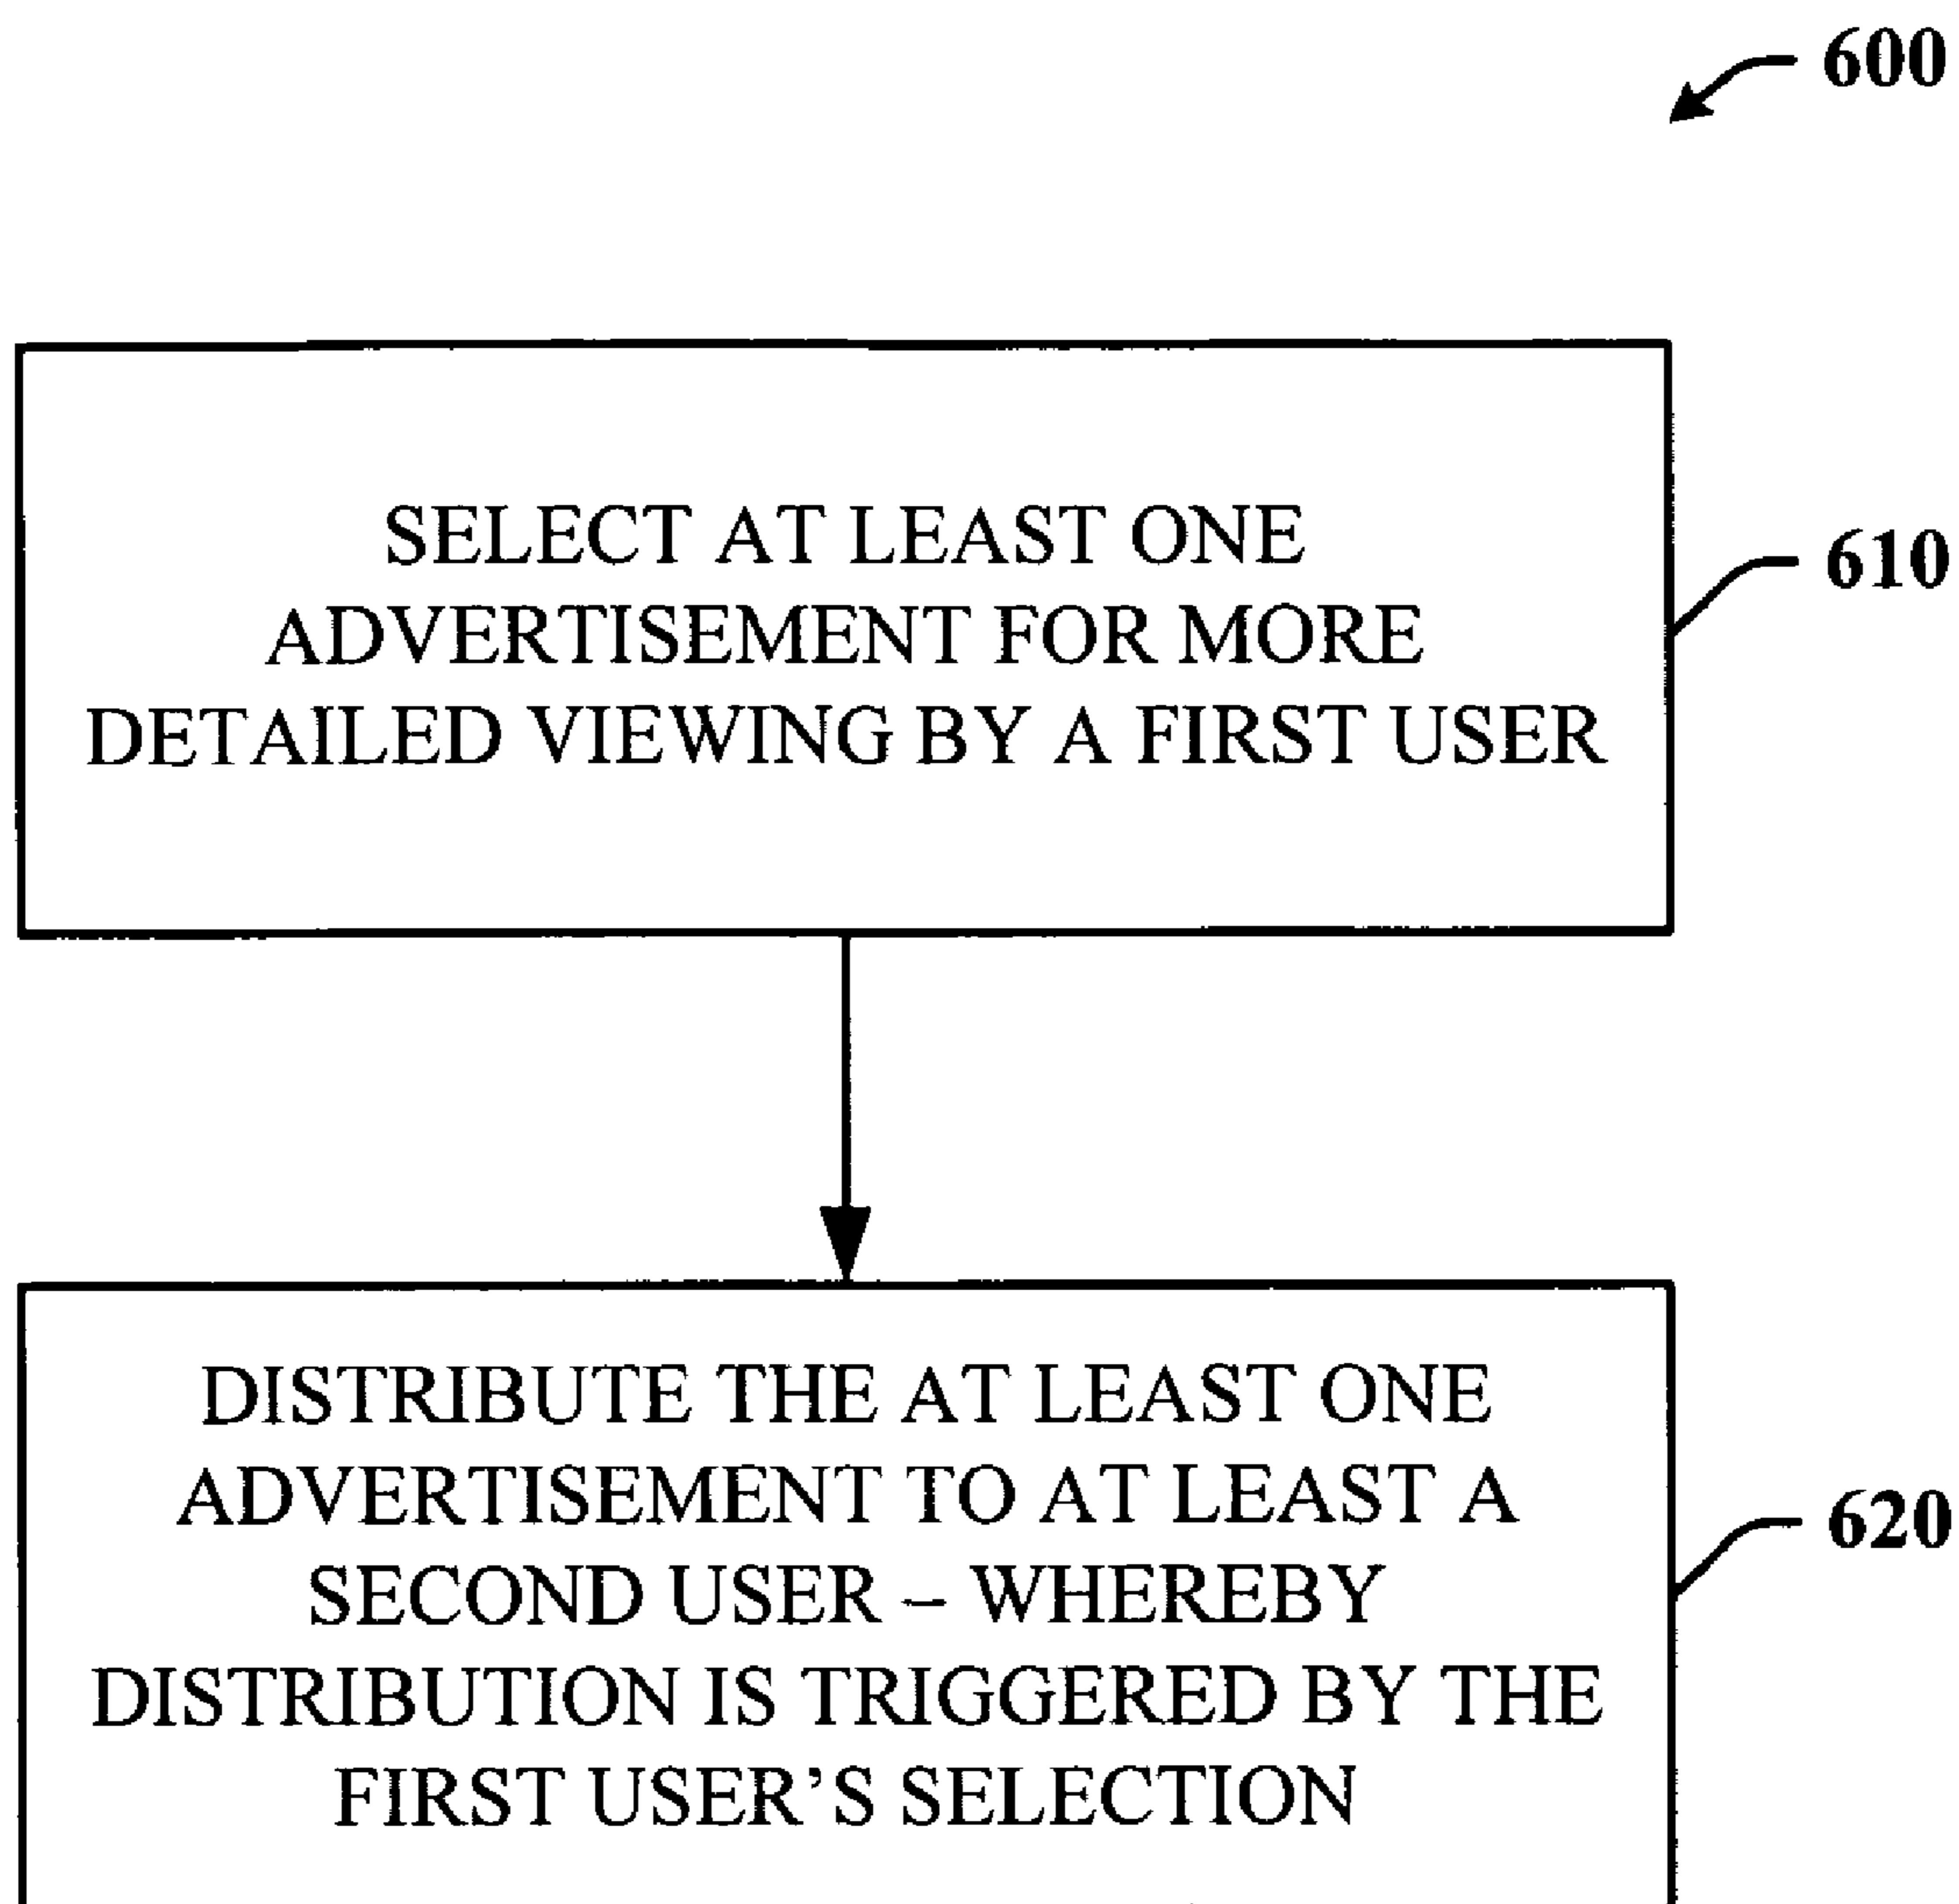 600
SELECT AT LEAST ONE
ADVERTISEMENT FOR MORE
DETAILED VIEWING BY A FIRST USER
610
DISTRIBUTE THE AT LEAST ONE
ADVERTISEMENT TO AT LEAST A
SECOND USER – WHEREBY
DISTRIBUTION IS TRIGGERED BY THE
FIRST USER'S SELECTION
620